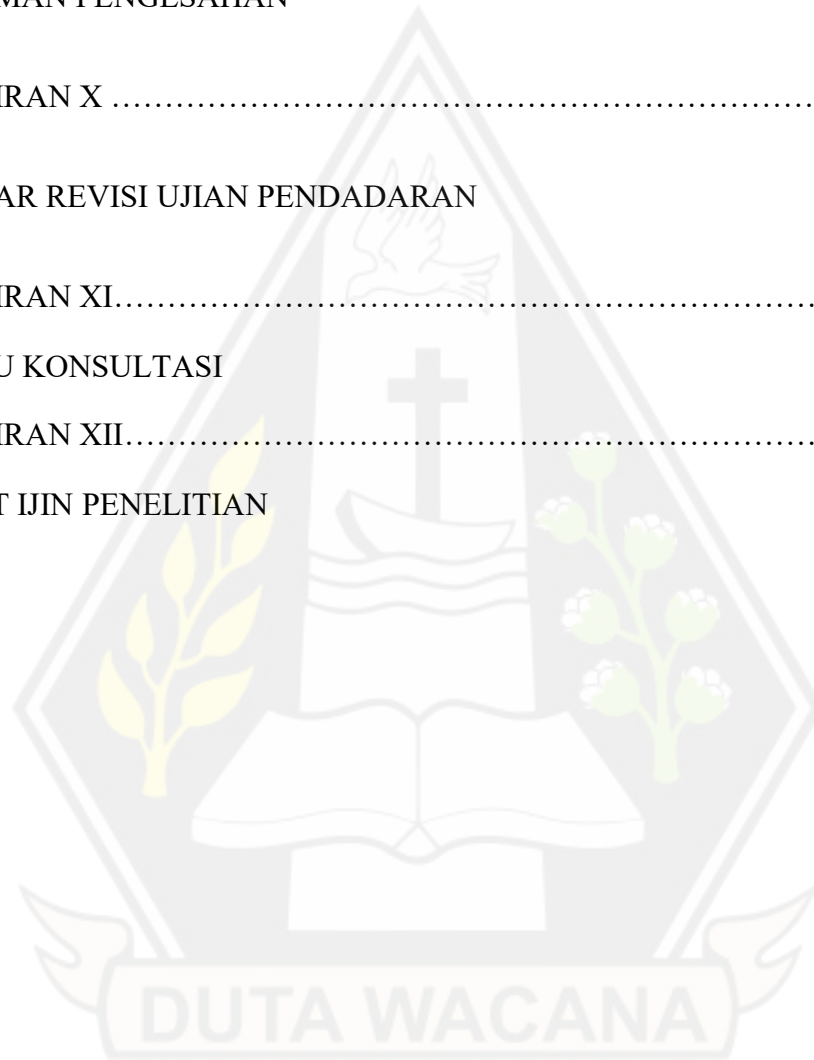 MAN PENGESAHAN
IRAN X ……………………………………………………………
AR REVISI UJIAN PENDADARAN
IRAN XI……………………………………………………………
U KONSULTASI
IRAN XII……………………………………………………………
T IJIN PENELITIAN
DUTA WACANA